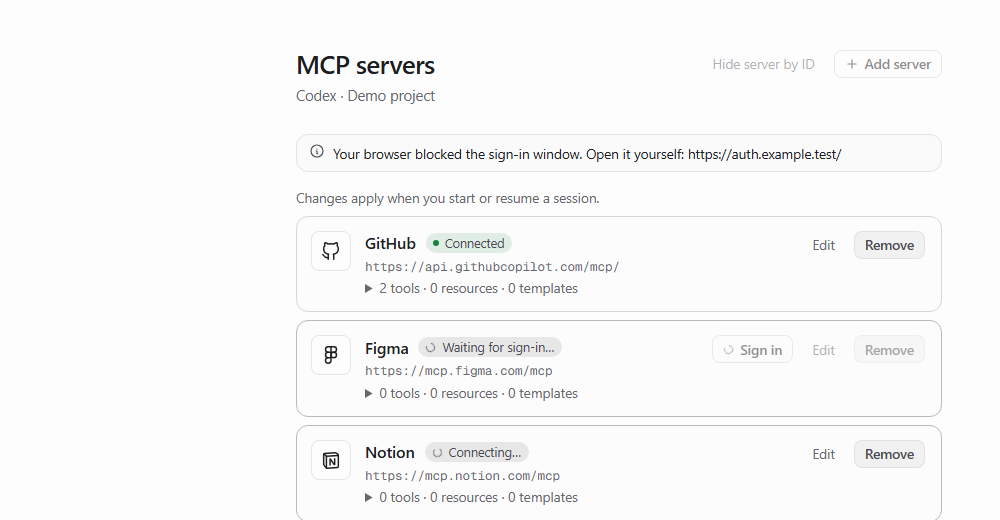 MCP servers
Hide server by ID
+ Add server
Codex · Demo project
Your browser blocked the sign-in window. Open it yourself: https://auth.example.test/
Changes apply when you start or resume a session.
GitHub
Connected
Edit
Remove
https://api.githubcopilot.com/mcp/
2 tools · 0 resources · 0 templates
Figma
Waiting for sign-in...
Sign in
Edit
Remove
https://mcp.figma.com/mcp
0 tools · 0 resources · 0 templates
Notion
Connecting...
Edit
Remove
https://mcp.notion.com/mcp
0 tools · 0 resources · 0 templates